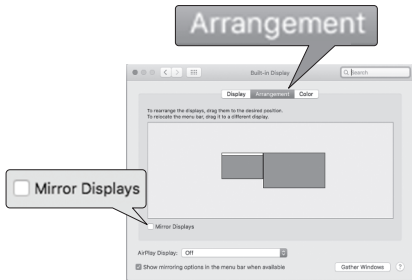 Arrangement
Built-in Display
Search
Display Arrangement Color
To rearrange the displays, drag them to the desired position.
To relocate the menu bar, drag it to a different display.
Mirror Displays
Mirror Displays
AirPlay Display: Off
Show mirroring options in the menu bar when available
Gather Windows ?